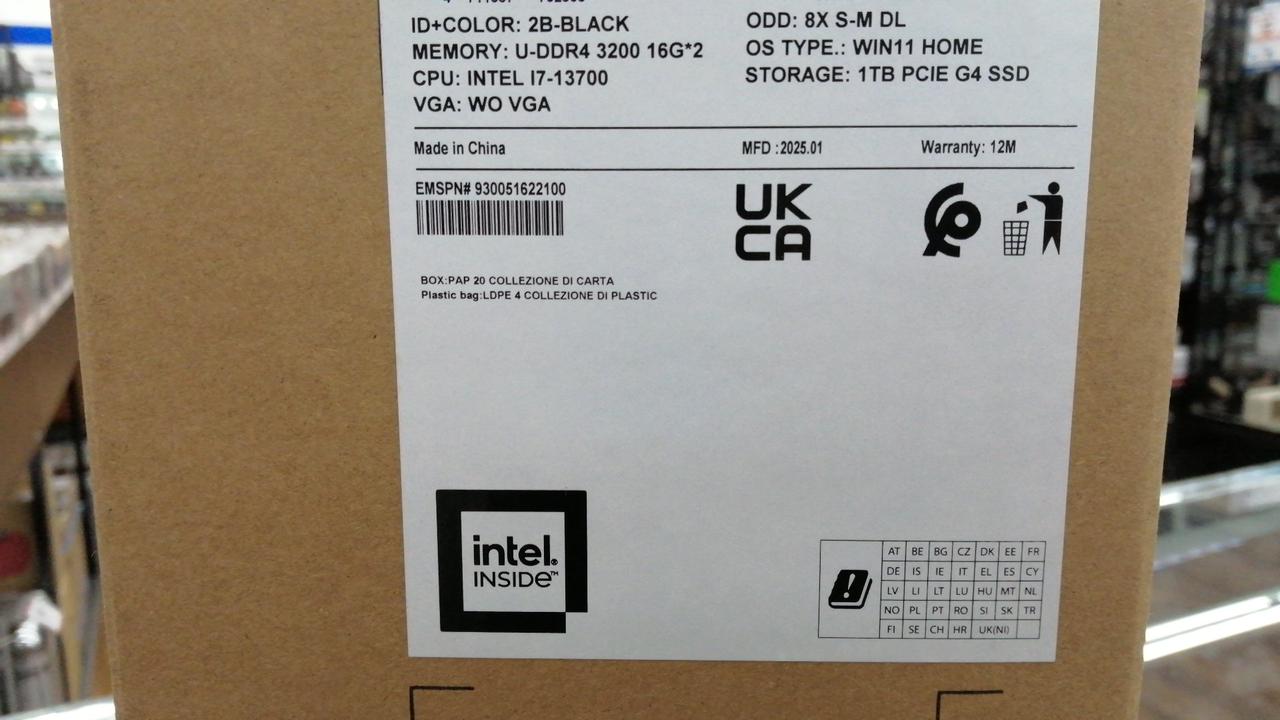 ID+COLOR: 2B-BLACK
ODD: 8X S-M DL
MEMORY: U-DDR4 3200 16G*2
OS TYPE.: WIN11 HOME
CPU: INTEL I7-13700
STORAGE: 1TB PCIE G4 SSD
VGA: WO VGA
Made in China
MFD :2025.01
Warranty: 12M
EMSPN# 930051622100
UK
CA
BOX:PAP 20 COLLEZIONE DI CARTA
Plastic bag:LDPE 4 COLLEZIONE DI PLASTIC
intel.
INSIDE™
AT BE BG CZ DK EE FR
DE IS IE IT EL ES CY
LV LI LT LU HU MT NL
NO PL PT RO SI SK TR
FI SE CH HR UK(NI)